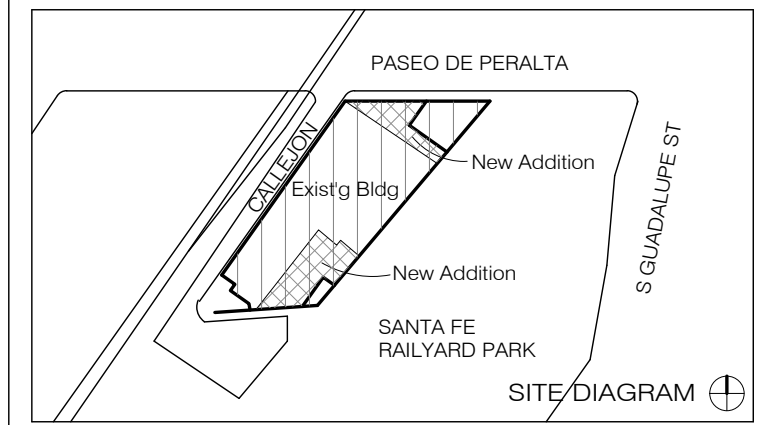 PASEO DE PERALTA
CALLEJON
New Addition
S GUADALUPE ST
Exist'g Bldg
New Addition
SANTA FE
RAILYARD PARK
SITE DIAGRAM